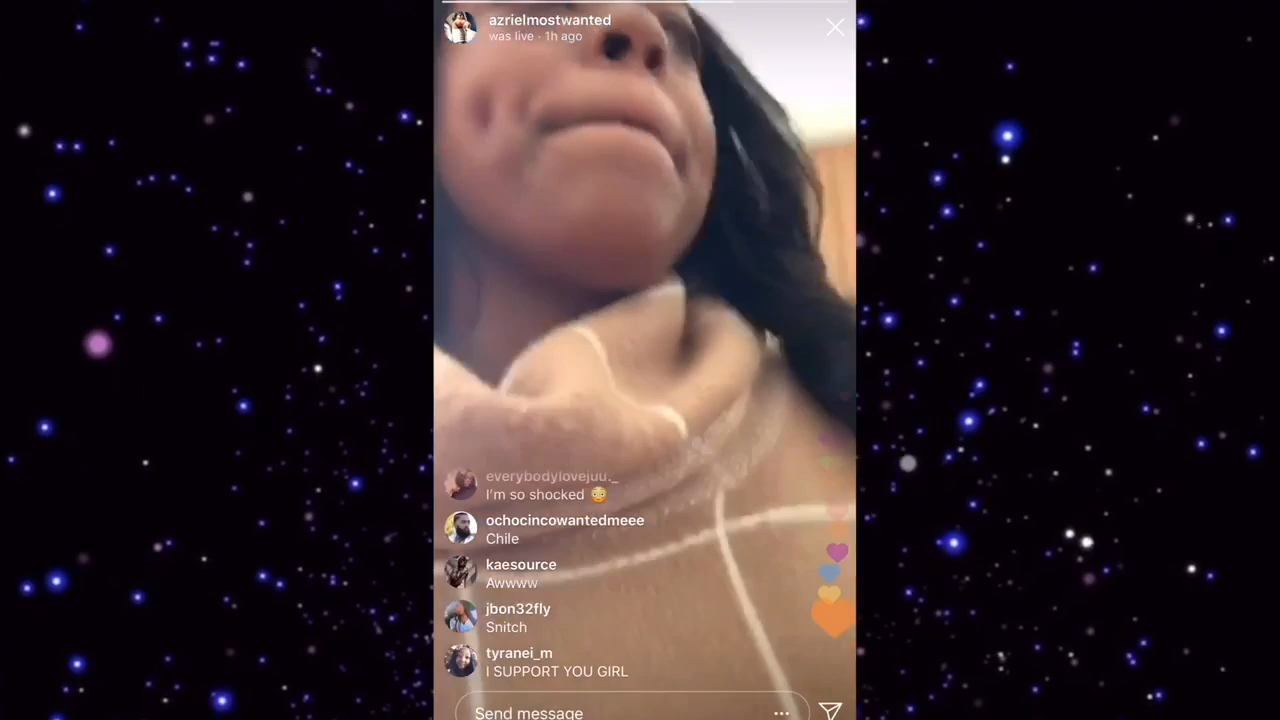 azrielmostwanted
was live · 1h ago
everybodylovejuu._
I'm so shocked 😳
ochocincowantedmeee
Chile
kaesource
Awwww
jbon32fly
Snitch
tyranei_m
I SUPPORT YOU GIRL
Send message